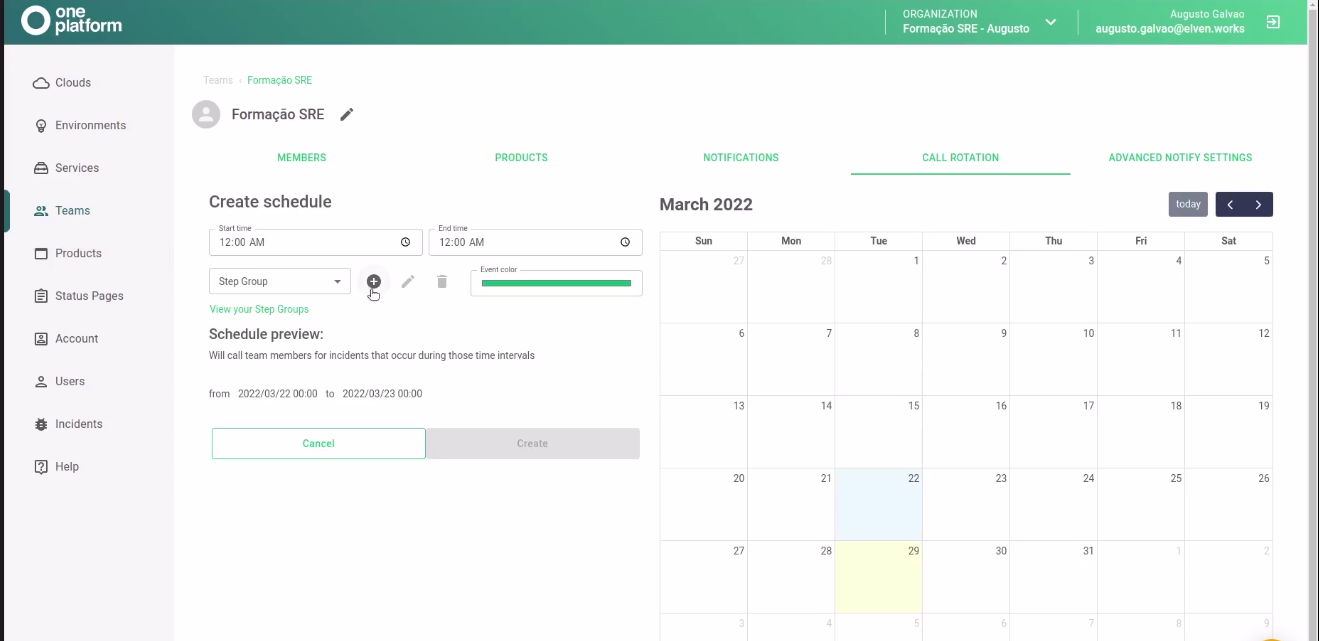 one
platform
ORGANIZATION
Formação SRE - Augusto
Augusto Galvao
augusto.galvao@elven.works
Clouds
Environments
Services
Teams
Products
Status Pages
Account
Users
Incidents
Help
Teams ‹ Formação SRE
Formação SRE
MEMBERS PRODUCTS NOTIFICATIONS CALL ROTATION ADVANCED NOTIFY SETTINGS
Create schedule
Start time
12:00 AM
End time
12:00 AM
Step Group
Event color
View your Step Groups
Schedule preview:
Will call team members for incidents that occur during those time intervals
from 2022/03/22 00:00 to 2022/03/23 00:00
Cancel
Create
March 2022
today
Sun Mon Tue Wed Thu Fri Sat
27 28 1 2 3 4 5
6 7 8 9 10 11 12
13 14 15 16 17 18 19
20 21 22 23 24 25 26
27 28 29 30 31 1 2
3 4 5 6 7 8 9